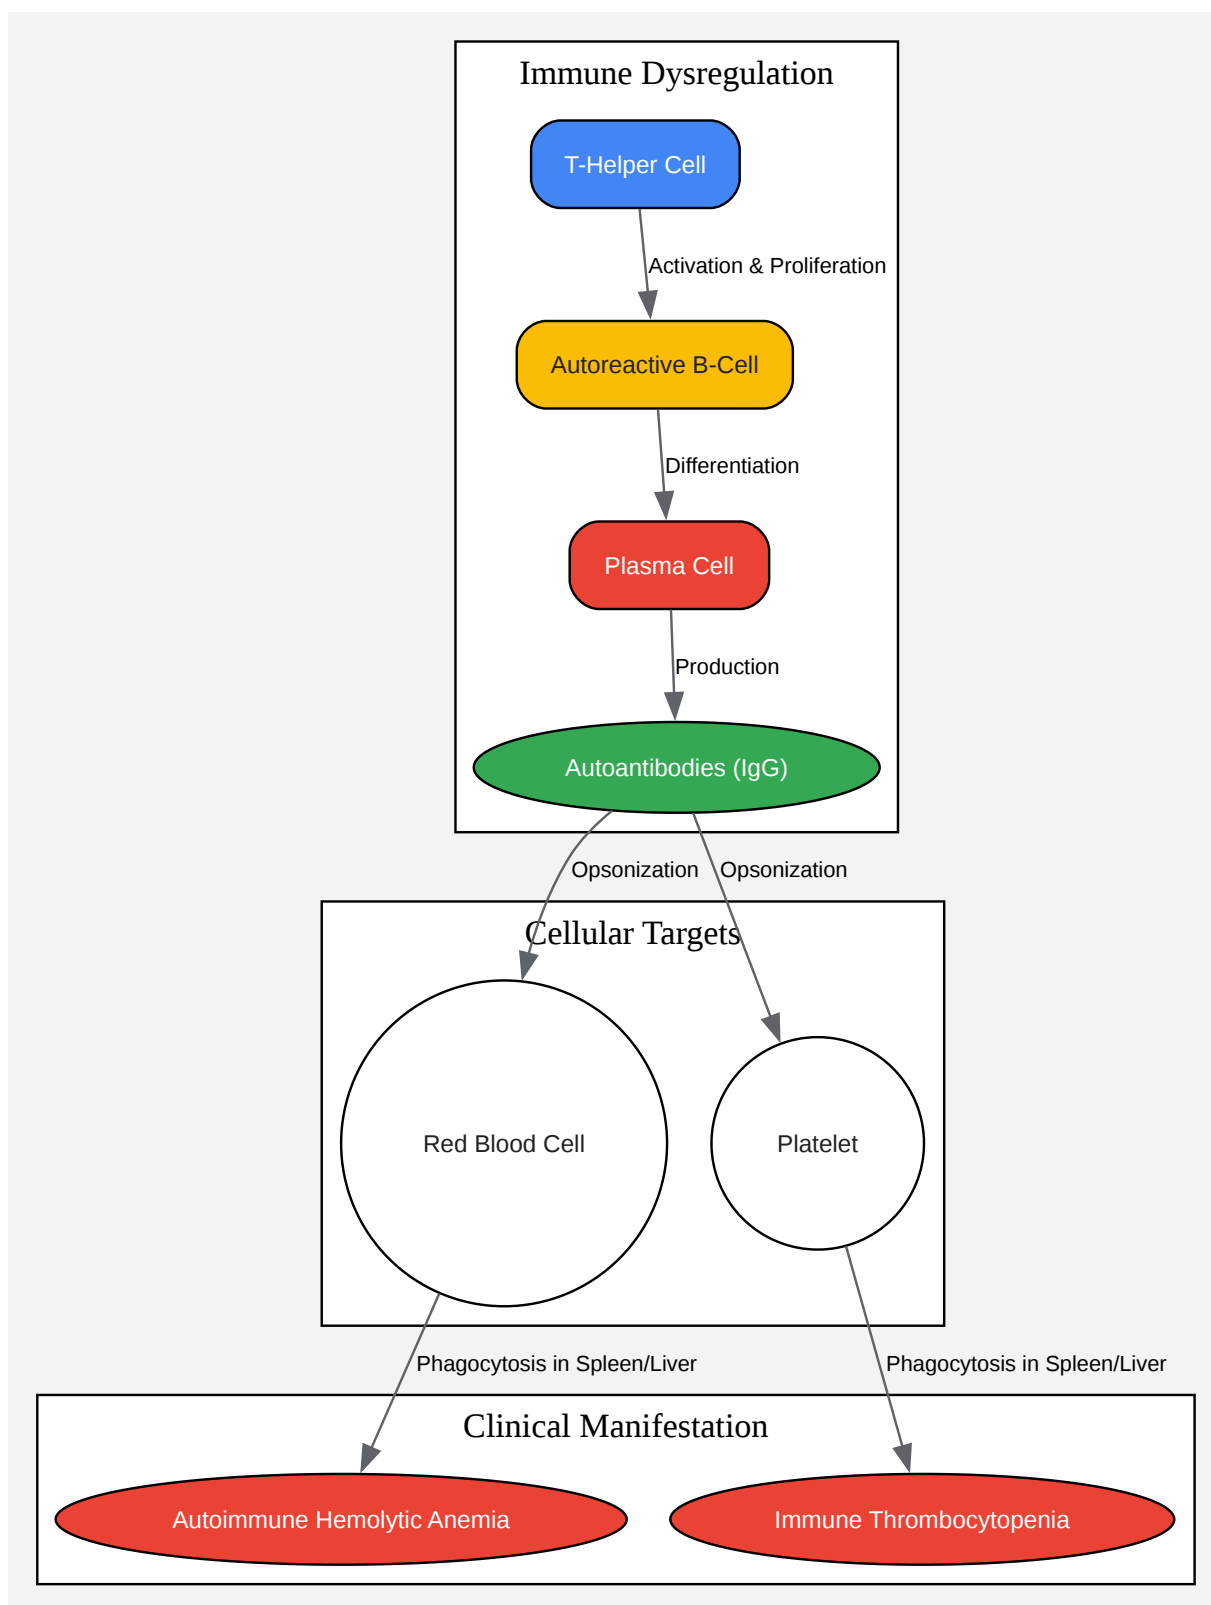 Immune Dysregulation
T-Helper Cell
Activation & Proliferation
Autoreactive B-Cell
Differentiation
Plasma Cell
Production
Autoantibodies (IgG)
Opsonization
Opsonization
Cellular Targets
Red Blood Cell
Platelet
Phagocytosis in Spleen/Liver
Phagocytosis in Spleen/Liver
Clinical Manifestation
Autoimmune Hemolytic Anemia
Immune Thrombocytopenia